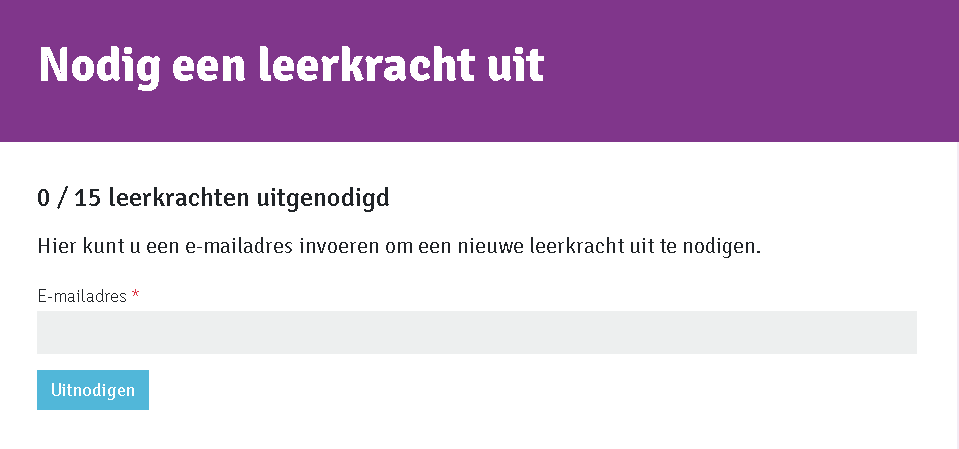 Nodig een leerkracht uit
0 / 15 leerkrachten uitgenodigd
Hier kunt u een e-mailadres invoeren om een nieuwe leerkracht uit te nodigen.
E-mailadres *
Uitnodigen